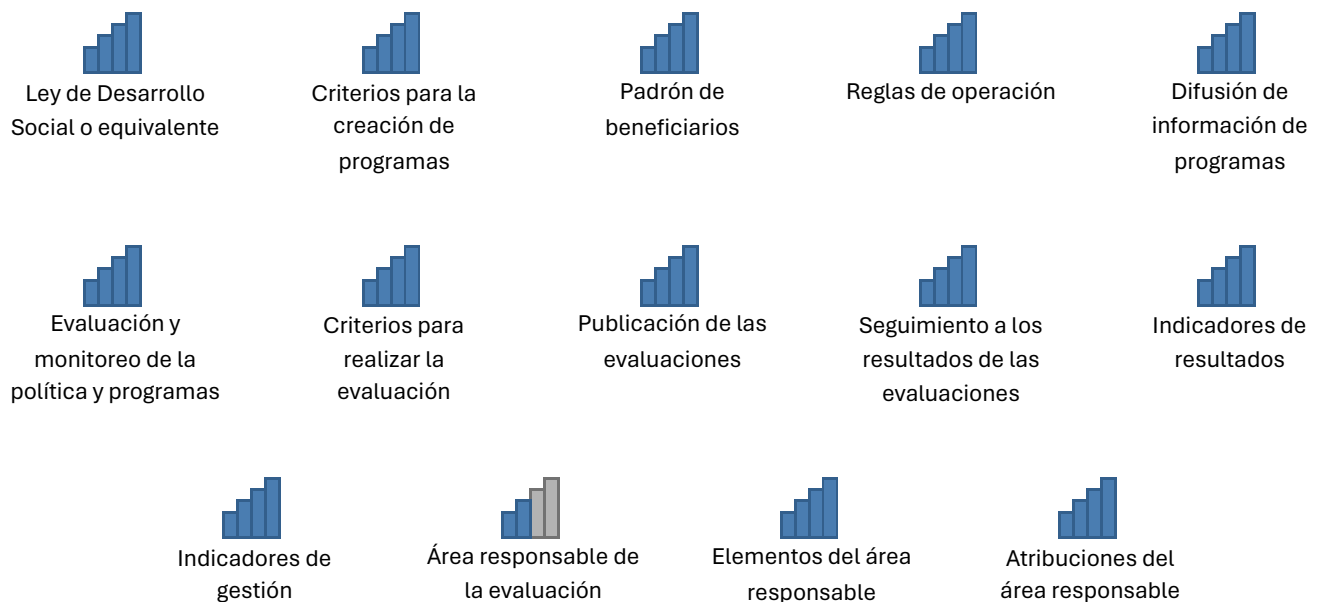 Ley de Desarrollo
Social o equivalente
Criterios para la
creación de
programas
Padrón de
beneficiarios
Reglas de operación
Difusión de
información de
programas
Evaluación y
monitoreo de la
política y programas
Criterios para
realizar la
evaluación
Publicación de las
evaluaciones
Seguimiento a los
resultados de las
evaluaciones
Indicadores de
resultados
Indicadores de
gestión
Área responsable de
la evaluación
Elementos del área
responsable
Atribuciones del
área responsable